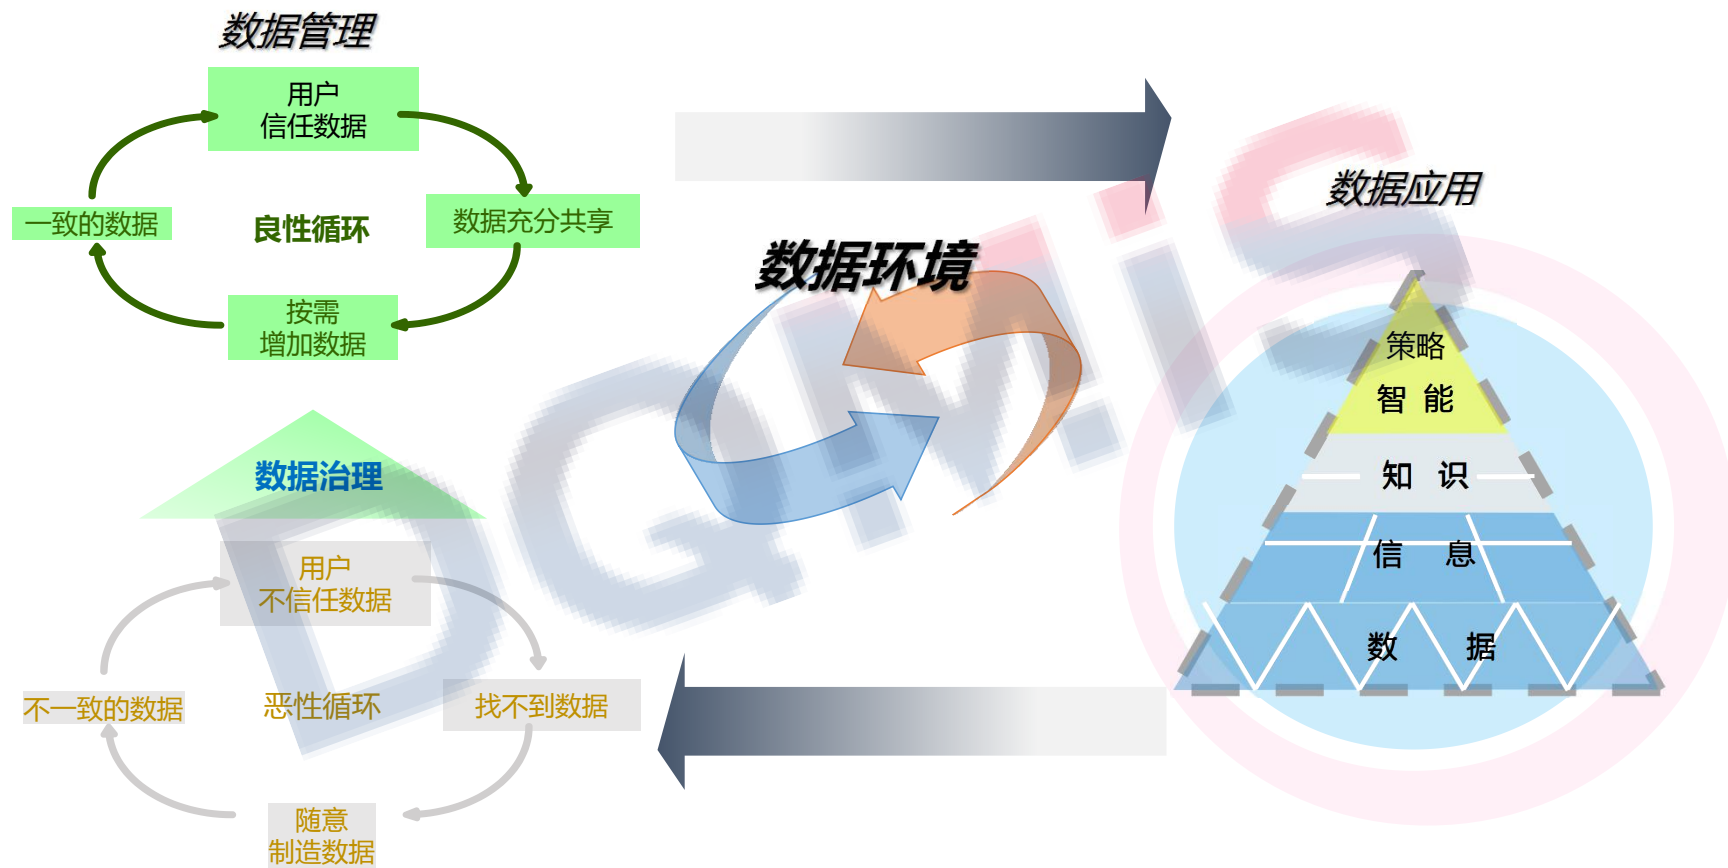 数据管理
用户
信任数据
一致的数据
良性循环
数据充分共享
按需
增加数据
数据治理
用户
不信任数据
不一致的数据
恶性循环
找不到数据
随意
制造数据
数据环境
数据应用
策略
智 能
知 识
信 息
数 据
DQMiS